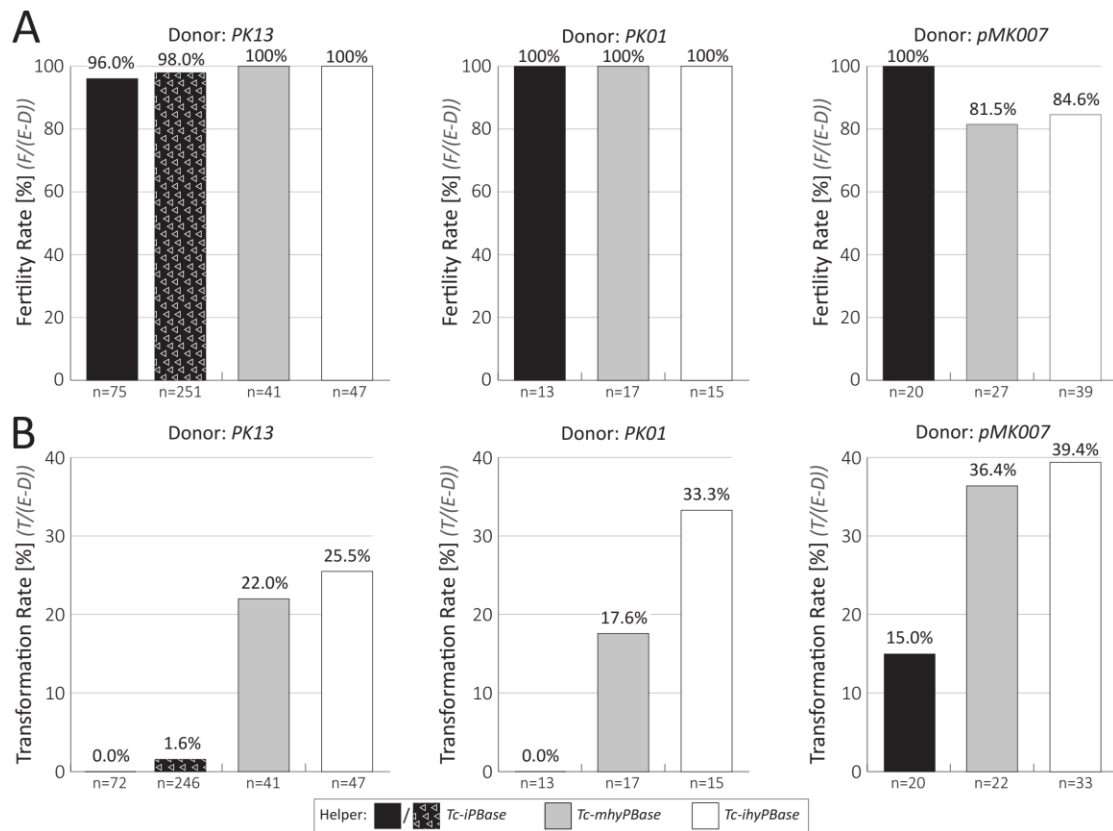 A
Donor: PK13
96.0% 98.0% 100% 100%
Fertility Rate [%] (F/(E-D))
100
80
60
40
20
0
n=75 n=251 n=41 n=47
Donor: PK01
100% 100% 100%
Fertility Rate [%] (F/(E-D))
100
80
60
40
20
0
n=13 n=17 n=15
Donor: pMK007
100% 81.5% 84.6%
Fertility Rate [%] (F/(E-D))
100
80
60
40
20
0
n=20 n=27 n=39
B
Donor: PK13
Transformation Rate [%] (T/(E-D))
40
30
20
10
0
0.0% 1.6% 22.0% 25.5%
n=72 n=246 n=41 n=47
Donor: PK01
Transformation Rate [%] (T/(E-D))
40
30
20
10
0
0.0% 17.6% 33.3%
n=13 n=17 n=15
Donor: pMK007
Transformation Rate [%] (T/(E-D))
40
30
20
10
0
15.0% 36.4% 39.4%
n=20 n=22 n=33
Helper: / Tc-iPBase Tc-mhyPBase Tc-ihyPBase